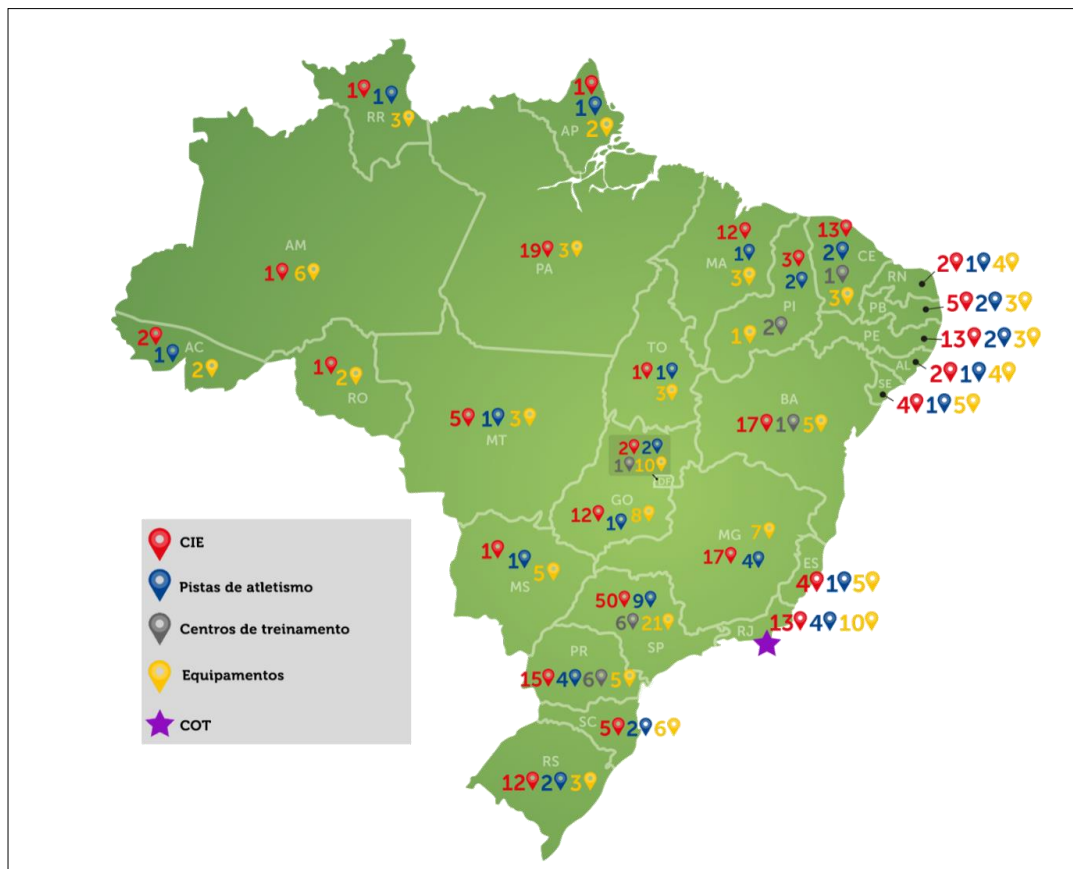 1 1
RR 3
1
1
AP 2
AM
1 6
19 3
PA
12
1
MA
3
3
2
PI
1 2
13
2
CE
1
3
RN
2 1 4
PB
5 2 3
PE
13 2 3
AL
2 1 4
SE
4 1 5
2
1 AC
2
1
2
RO
TO
1 1
3
BA
17 1 5
5 1 3
MT
2 2
1 10
DF
GO
12 1 8
MG 7
17 4
ES
4 1 5
1
1
5
MS
50 9
6 21
SP
RJ
13 4 10
PR
15 4 6 5
SC
5 2 6
RS
12 2 3
CIE
Pistas de atletismo
Centros de treinamento
Equipamentos
COT